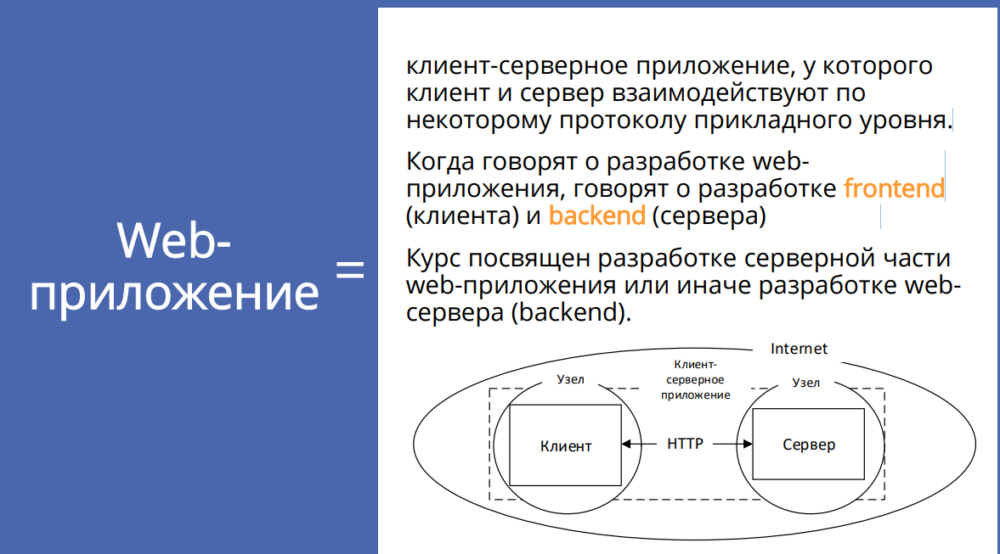 Web-
приложение
=
клиент-серверное приложение, у которого
клиент и сервер взаимодействуют по
некоторому протоколу прикладного уровня.
Когда говорят о разработке web-
приложения, говорят о разработке frontend
(клиента) и backend (сервера)
Курс посвящен разработке серверной части
web-приложения или иначе разработке web-
сервера (backend).
Internet
Клиент-
серверное
приложение
Узел
Узел
Клиент
HTTP
Сервер